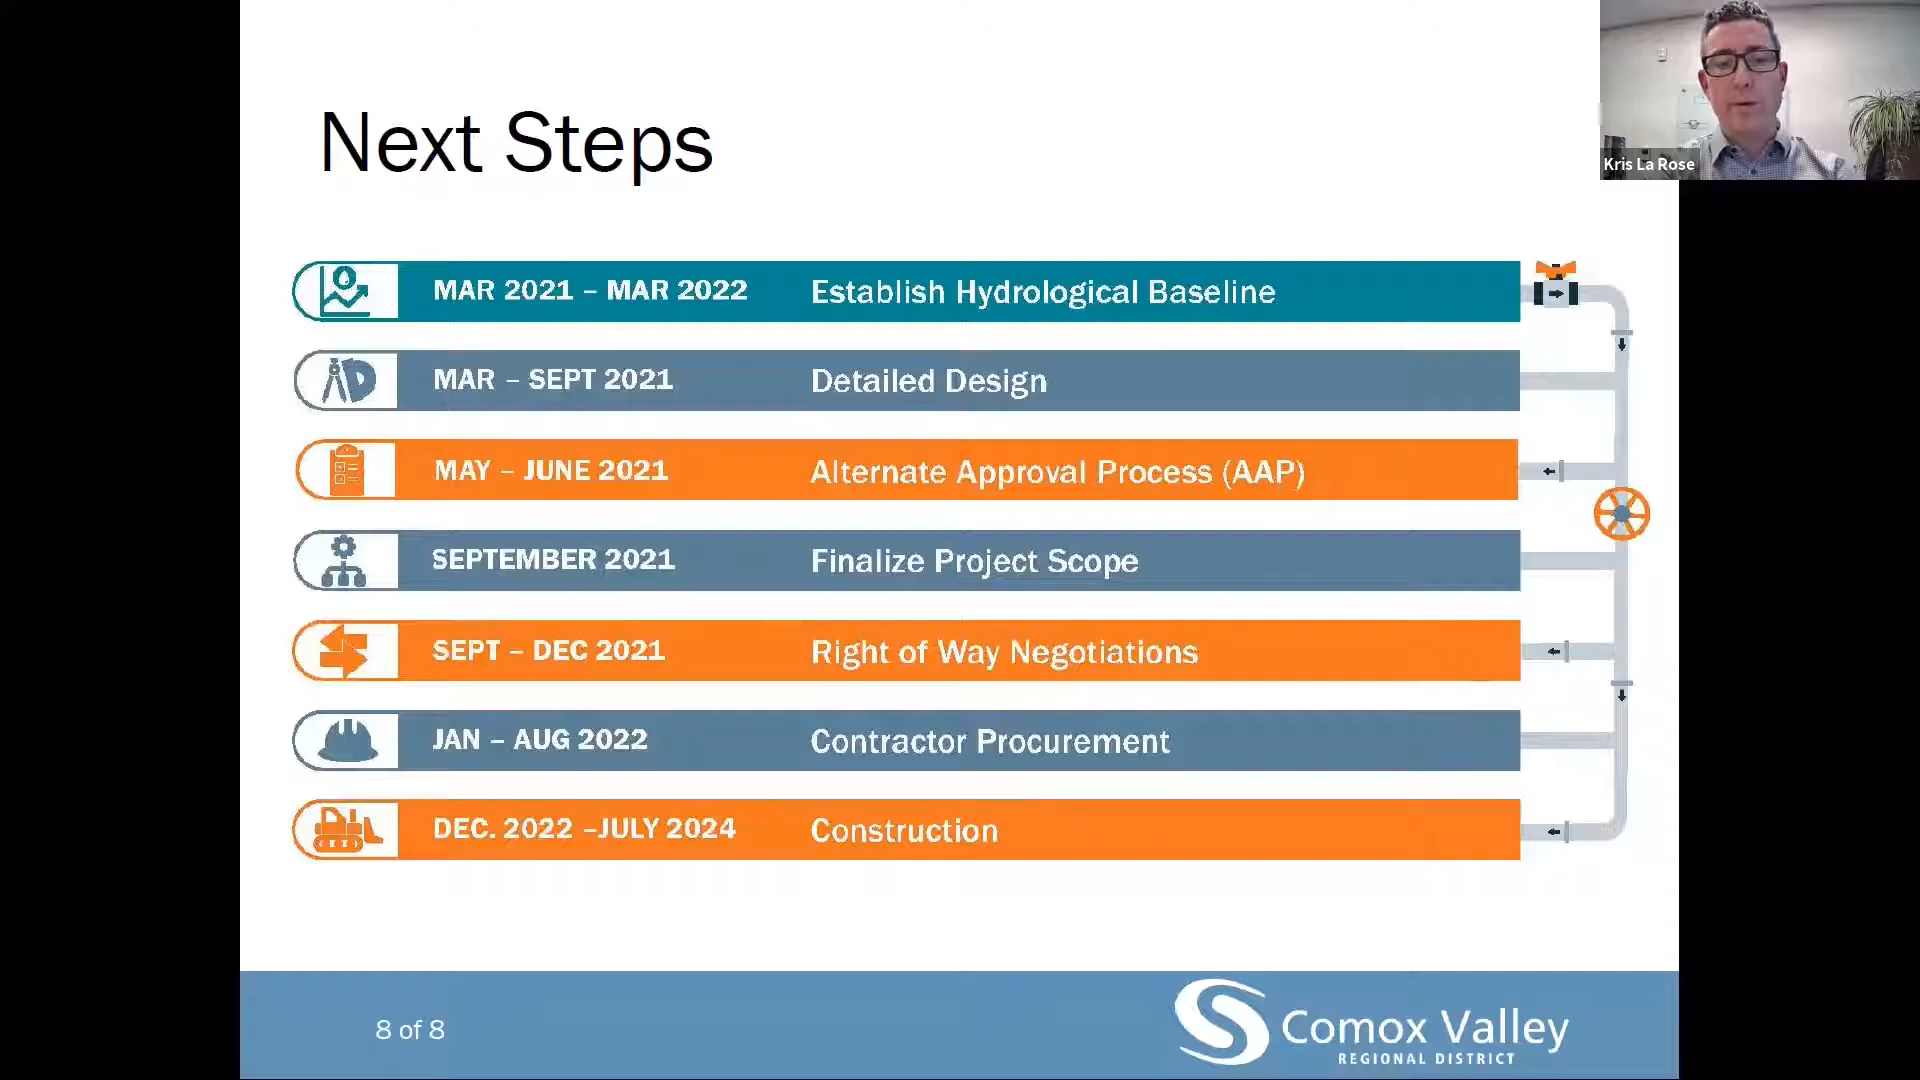 Next Steps
Kris La Rose
MAR 2021 – MAR 2022 Establish Hydrological Baseline
MAR – SEPT 2021 Detailed Design
MAY – JUNE 2021 Alternate Approval Process (AAP)
SEPTEMBER 2021 Finalize Project Scope
SEPT – DEC 2021 Right of Way Negotiations
JAN – AUG 2022 Contractor Procurement
DEC. 2022 –JULY 2024 Construction
8 of 8
Comox Valley
REGIONAL DISTRICT